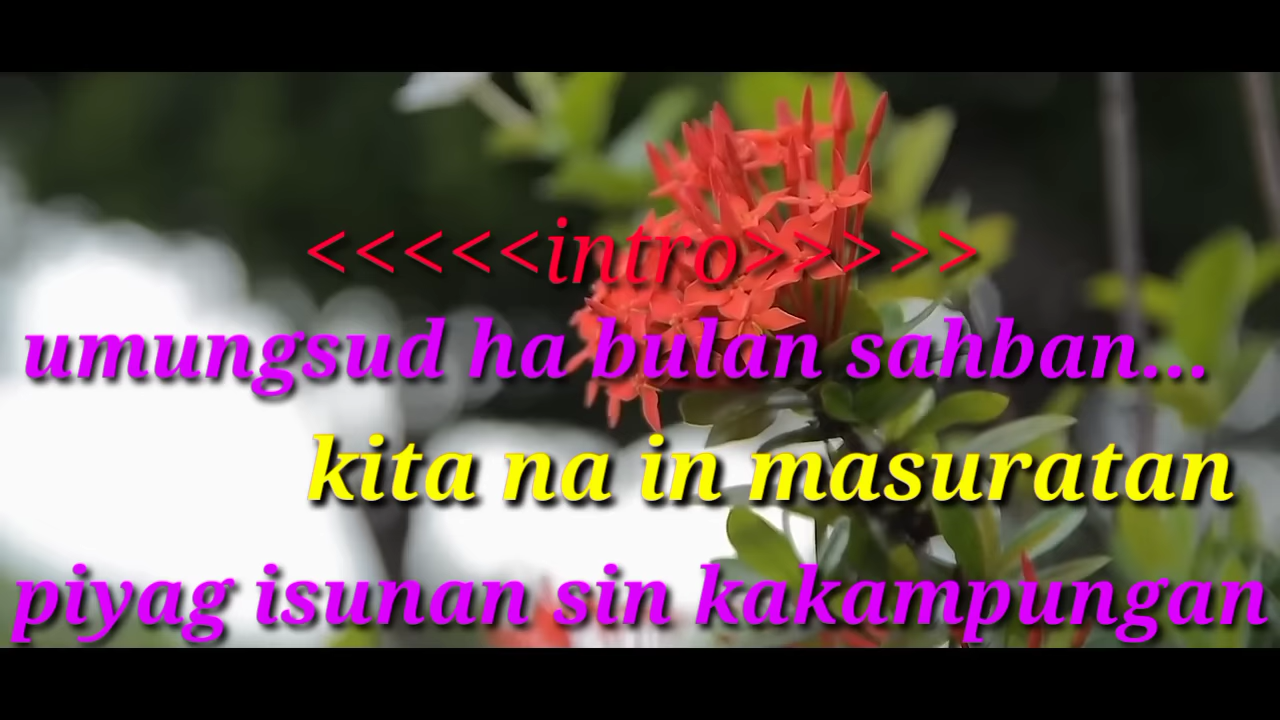 <<<<<intro>>>>>
umungsud ha bulan sahban...
kita na in masuratan
piyag isunan sin kakampungan